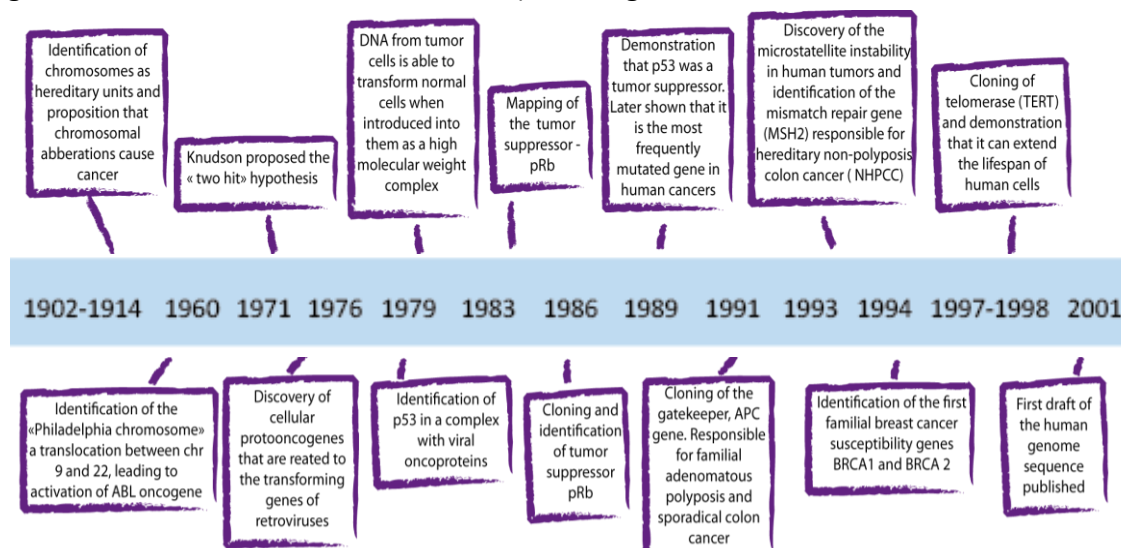 Identification of
chromosomes as
hereditary units and
proposition that
chromosomal
abberations cause
cancer
Knudson proposed the
« two hit» hypothesis
DNA from tumor
cells is able to
transform normal
cells when
introduced into
them as a high
molecular weight
complex
Mapping of
the tumor
suppressor -
pRb
Demonstration
that p53 was a
tumor suppressor.
Later shown that it
is the most
frequently
mutated gene in
human cancers
Discovery of the
microstatellite instability
in human tumors and
identification of the
mismatch repair gene
(MSH2) responsible for
hereditary non-polyposis
colon cancer ( NHPCC)
Cloning of
telomerase (TERT)
and demonstration
that it can extend
the lifespan of
human cells
1902-1914 1960 1971 1976 1979 1983 1986 1989 1991 1993 1994 1997-1998 2001
Identification of the
«Philadelphia chromosome»
a translocation between chr
9 and 22, leading to
activation of ABL oncogene
Discovery of
cellular
protooncogenes
that are reated to
the transforming
genes of
retroviruses
Identification of
p53 in a complex
with viral
oncoproteins
Cloning and
identification
of tumor
suppressor
pRb
Cloning of the
gatekeeper, APC
gene. Responsible
for familial
adenomatous
polyposis and
sporadical colon
cancer
Identification of the first
familial breast cancer
susceptibility genes
BRCA1 and BRCA 2
First draft of
the human
genome
sequence
published